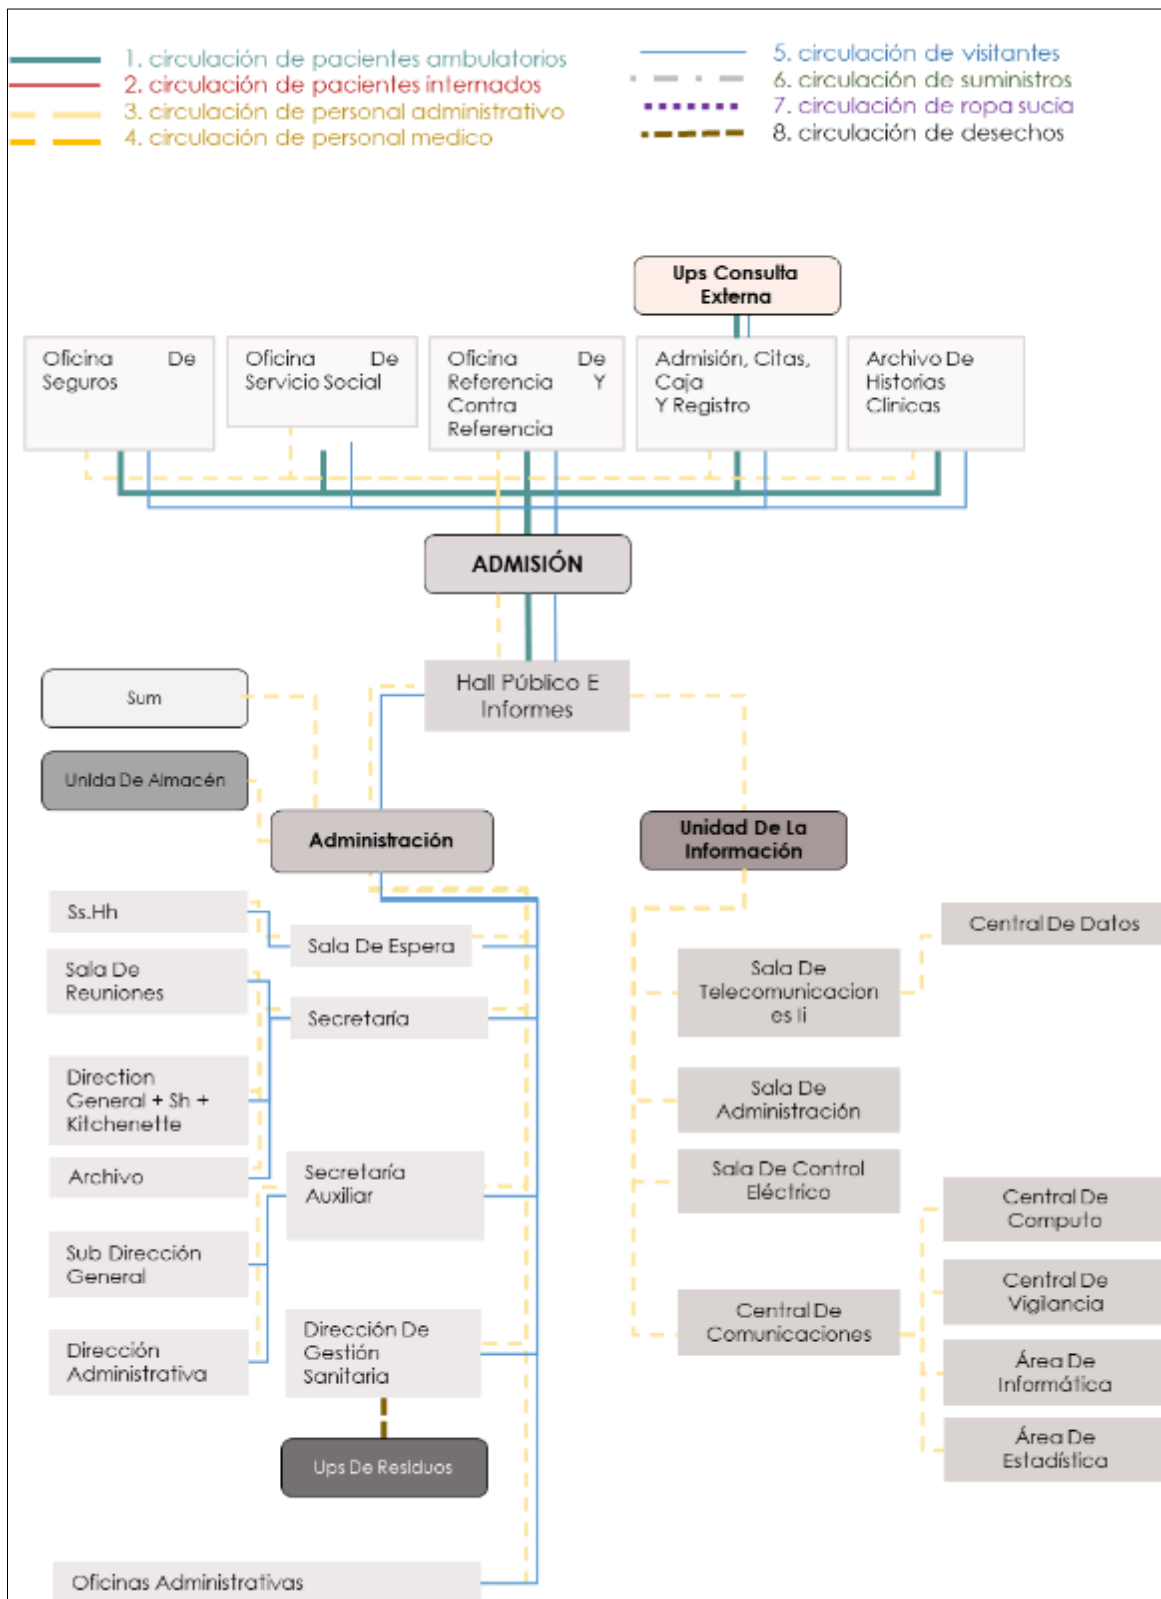 1. circulación de pacientes ambulatorios
2. circulación de pacientes internados
3. circulación de personal administrativo
4. circulación de personal medico
5. circulación de visitantes
6. circulación de suministros
7. circulación de ropa sucia
8. circulación de desechos
Ups Consulta
Externa
Oficina De
Seguros
Oficina De
Servicio Social
Oficina De
Referencia Y
Contra
Referencia
Admisión, Citas,
Caja
Y Registro
Archivo De
Historias
Clinicas
ADMISIÓN
Hall Público E
Informes
Sum
Unida De Almacén
Administración
Unidad De La
Información
Ss.Hh
Sala De Espera
Sala De
Reuniones
Secretaría
Direction
General + Sh +
Kitchenette
Archivo
Secretaría
Auxiliar
Sub Dirección
General
Dirección
Administrativa
Dirección De
Gestión
Sanitaria
Ups De Residuos
Oficinas Administrativas
Central De Datos
Sala De
Telecomunicacion
es Ii
Sala De
Administración
Sala De Control
Eléctrico
Central De
Comunicaciones
Central De
Computo
Central De
Vigilancia
Área De
Informática
Área De
Estadística